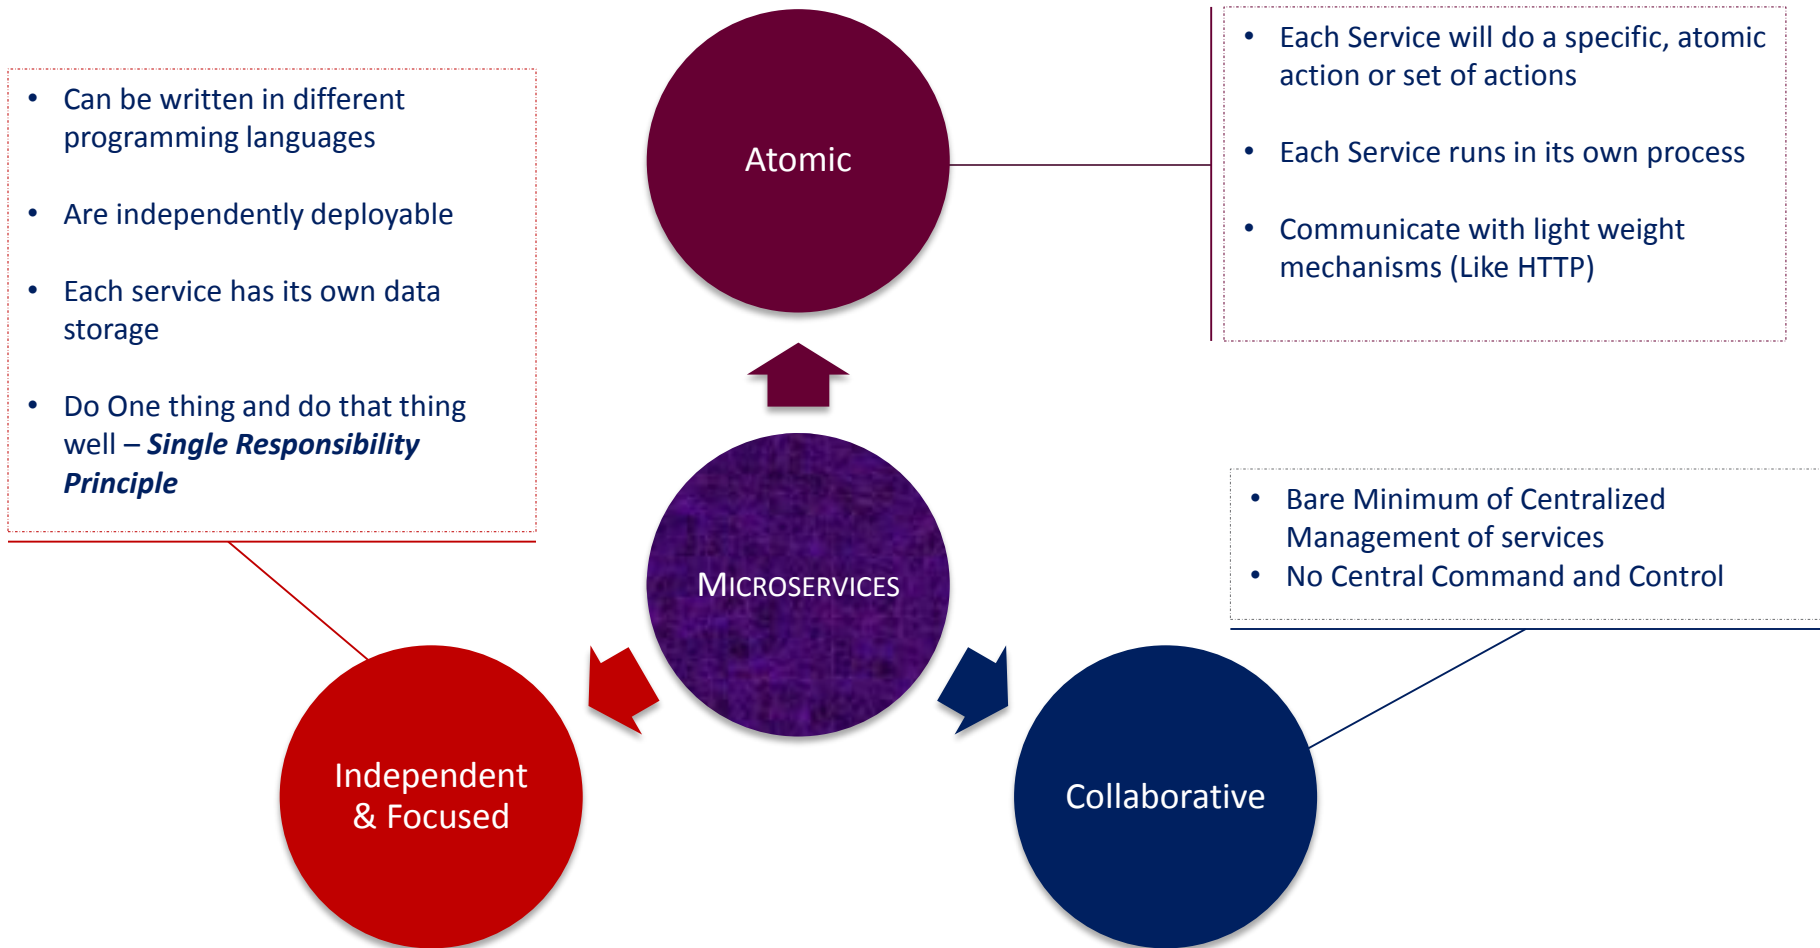 • Can be written in different
programming languages
• Are independently deployable
• Each service has its own data
storage
• Do One thing and do that thing
well – Single Responsibility
Principle
Atomic
• Each Service will do a specific, atomic
action or set of actions
• Each Service runs in its own process
• Communicate with light weight
mechanisms (Like HTTP)
MICROSERVICES
• Bare Minimum of Centralized
Management of services
• No Central Command and Control
Independent
& Focused
Collaborative